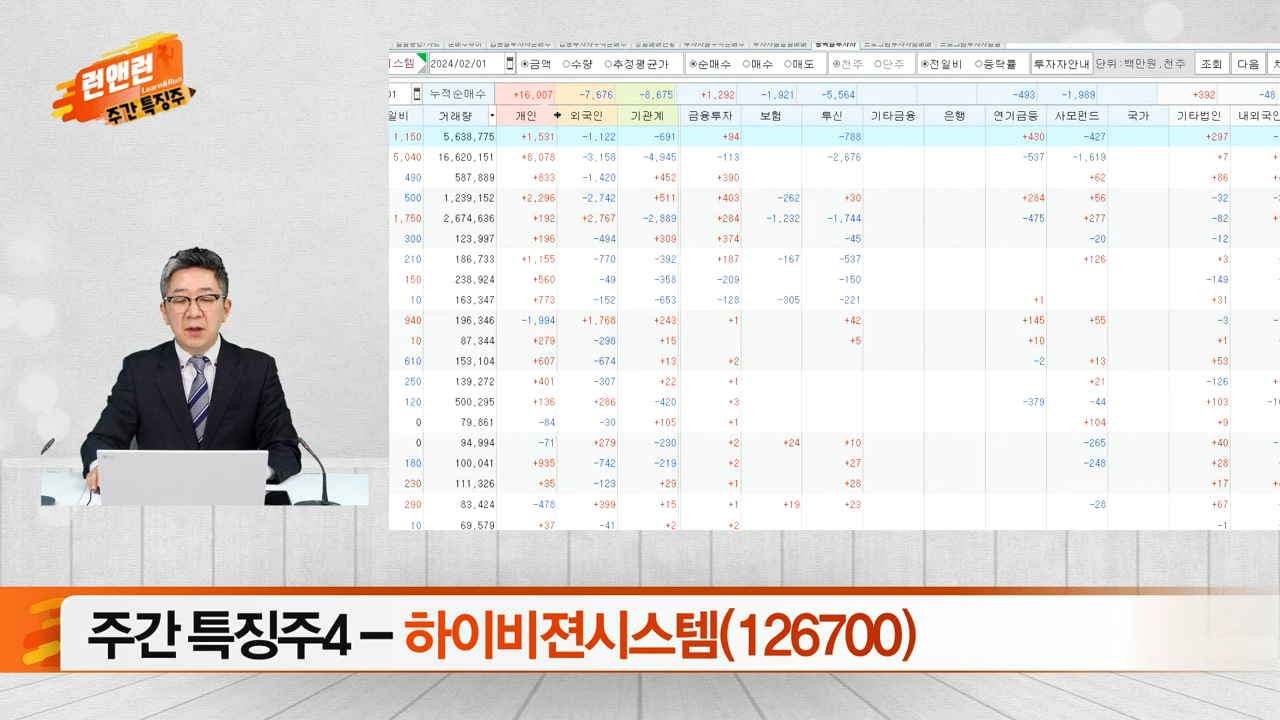 런앤런
Learn&Run
주간 특징주
스템 2024/02/01 금액 수량 추정평균가 순매수 매수 매도 천주 단주 전일비 등락률 투자자안내 단위:백만원,천주 조회 다음
01 누적순매수 +16,007 -7,676 -8,675 +1,292 -1,921 -5,564 -493 -1,989 +392 -48
일비 거래량 개인 외국인 기관계 금융투자 보험 투신 기타금융 은행 연기금등 사모펀드 국가 기타법인 내외국인
1,150 5,638,775 +1,531 -1,122 -691 +94 -788 +430 -427 +297
5,040 16,620,151 +8,078 -3,158 -4,945 -113 -2,676 -537 -1,619 +7
490 587,889 +833 -1,420 +452 +390 +62 +86
500 1,239,152 +2,296 -2,742 +511 +403 -262 +30 +284 +56 -32
1,750 2,674,636 +192 +2,767 -2,889 +284 -1,232 -1,744 -475 +277 -82
300 123,997 +196 -494 +309 +374 -45 -20 -12
210 186,733 +1,155 -770 -392 +187 -167 -537 +126 +3
150 238,924 +560 -49 -358 -209 -150 -149
10 163,347 +773 -152 -653 -128 -305 -221 +1 +31
940 196,346 -1,994 +1,768 +243 +1 +42 +145 +55 -3
10 87,344 +279 -298 +15 +5 +10 +1
610 153,104 +607 -674 +13 +2 -2 +13 +53
250 139,272 +401 -307 +22 +1 +21 -126
120 500,295 +136 +286 -420 +3 -379 -44 +103
0 79,861 -84 -30 +105 +1 +104 +9
0 94,994 -71 +279 -230 +2 +24 +10 -265 +40
180 100,041 +935 -742 -219 +2 +27 -248 +28
230 111,326 +35 -123 +29 +1 +28 +17
290 83,424 -478 +399 +15 +1 +19 +23 -28 +67
10 69,579 +37 -41 +2 +2 -1
주간 특징주4 – 하이비젼시스템(126700)